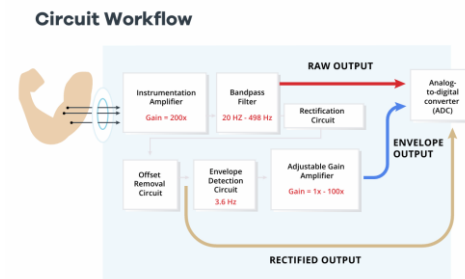 Circuit Workflow
RAW OUTPUT
Instrumentation
Amplifier
Gain = 200x
Bandpass
Filter
20 HZ - 498 Hz
Rectification
Circuit
Analog-
to-digital
converter
(ADC)
ENVELOPE
OUTPUT
Offset
Removal
Circuit
Envelope
Detection
Circuit
3.6 Hz
Adjustable Gain
Amplifier
Gain = 1x - 100x
RECTIFIED OUTPUT